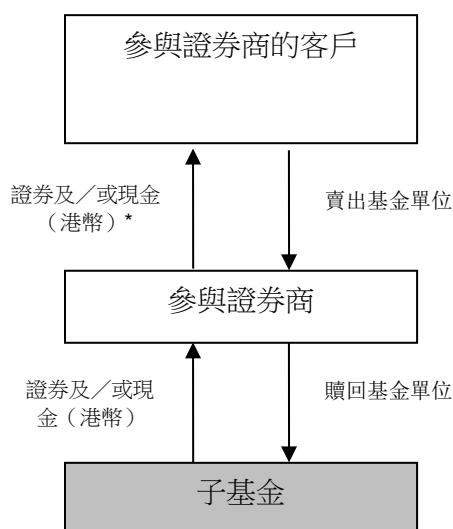 參與證券商的客戶
證券及／或現金
（港幣）*
賣出基金單位
參與證券商
證券及／或現
金（港幣）
贖回基金單位
子基金